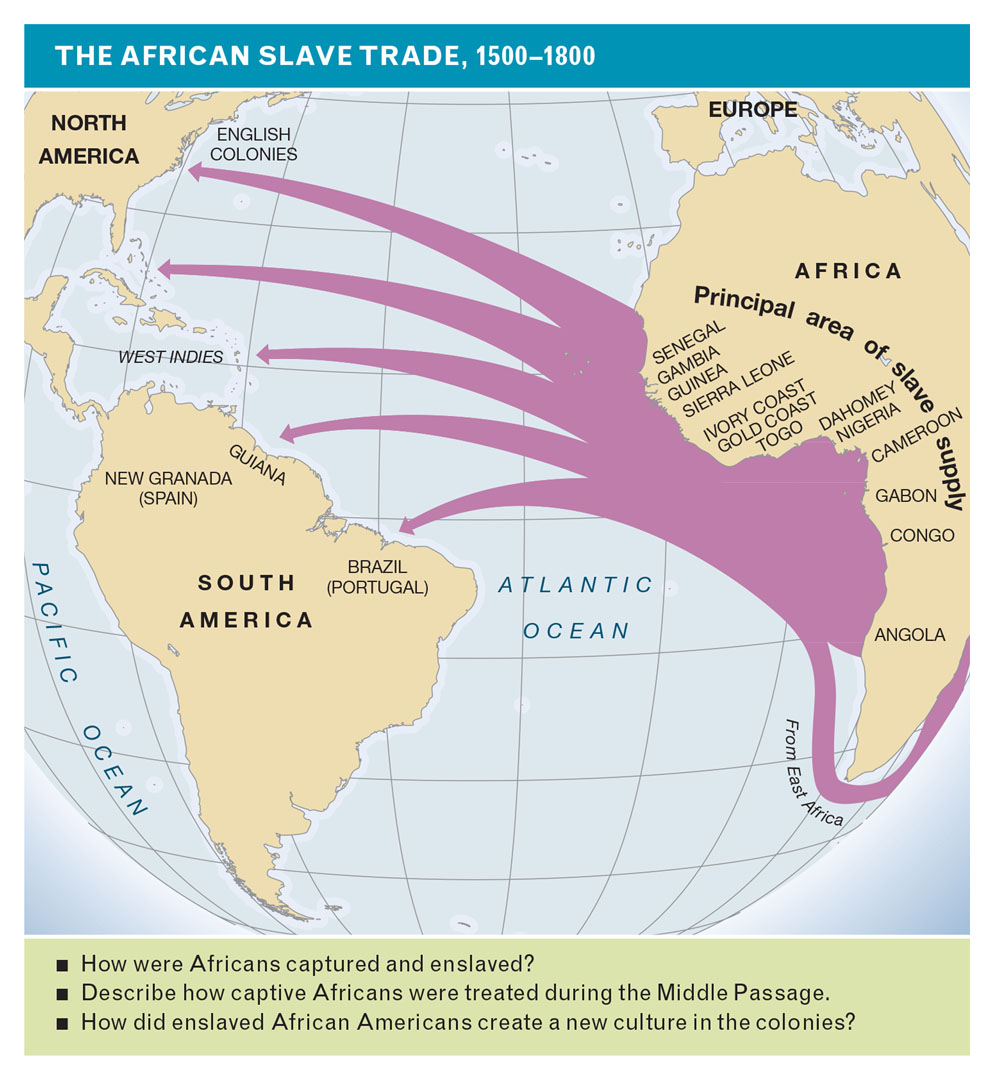 THE AFRICAN SLAVE TRADE, 1500–1800
NORTH
AMERICA
ENGLISH
COLONIES
EUROPE
AFRICA
Principal area of slave supply
SENEGAL
GAMBIA
GUINEA
SIERRA LEONE
IVORY COAST
GOLD COAST
TOGO
DAHOMEY
NIGERIA
CAMEROON
GABON
CONGO
ANGOLA
WEST INDIES
GUIANA
NEW GRANADA
(SPAIN)
BRAZIL
(PORTUGAL)
SOUTH
AMERICA
ATLANTIC
OCEAN
PACIFIC OCEAN
From East Africa
■ How were Africans captured and enslaved?
■ Describe how captive Africans were treated during the Middle Passage.
■ How did enslaved African Americans create a new culture in the colonies?